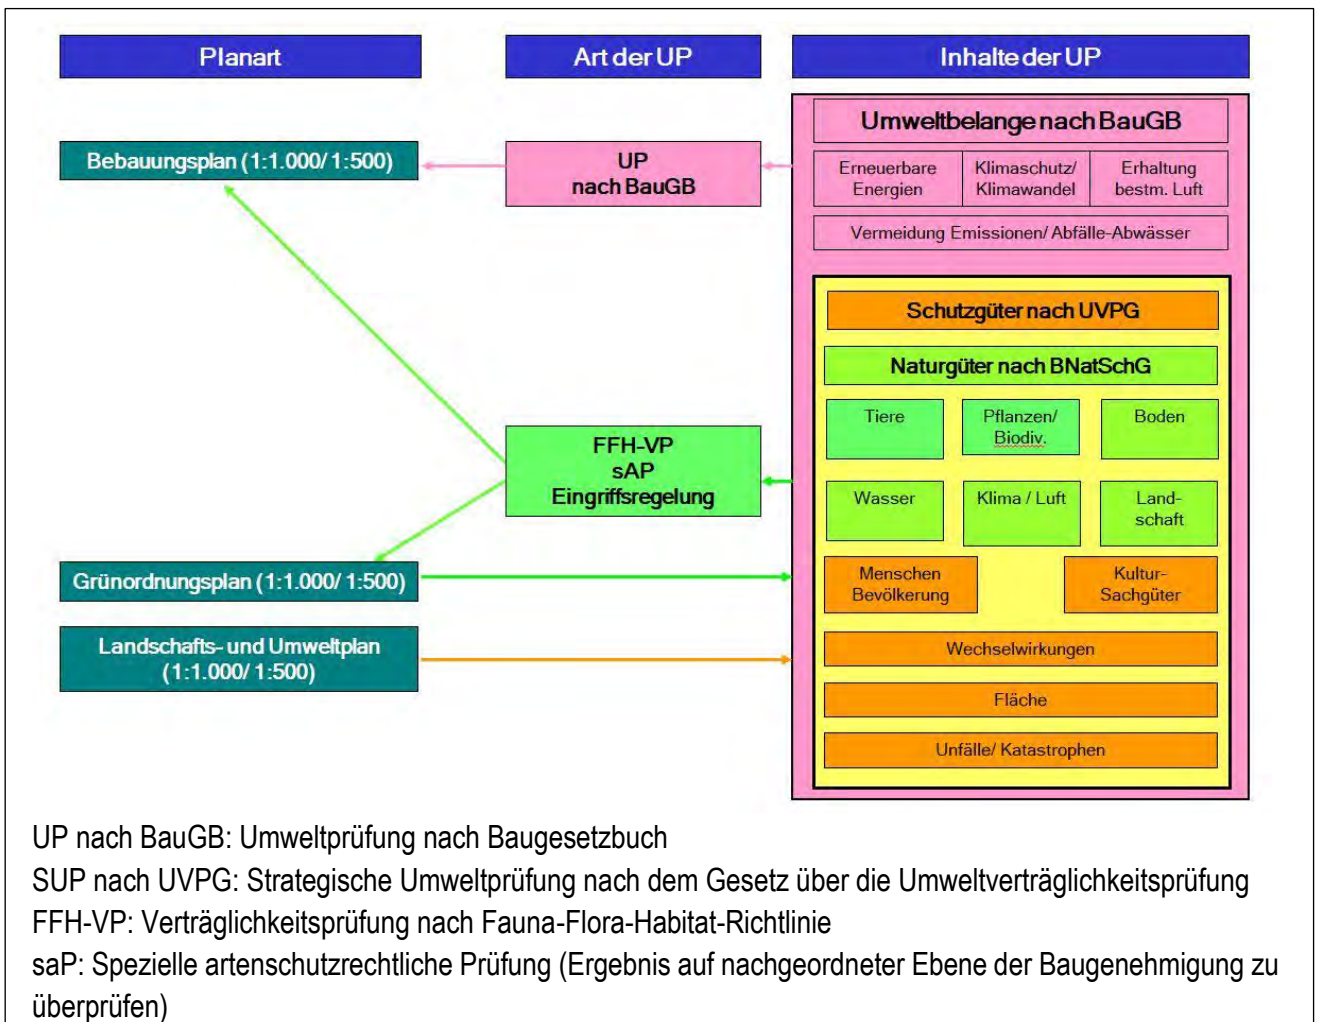 Planart
Art der UP
Inhalte der UP
Umweltbelange nach BauGB
Bebauungsplan (1:1.000/ 1:500)
UP
nach BauGB
Erneuerbare
Energien
Klimaschutz/
Klimawandel
Erhaltung
bestm. Luft
Vermeidung Emissionen/ Abfälle-Abwässer
Schutzgüter nach UVPG
Naturgüter nach BNatSchG
Tiere
Pflanzen/
Biodiv.
Boden
FFH-VP
sAP
Eingriffsregelung
Wasser
Klima / Luft
Land-
schaft
Grünordnungsplan (1:1.000/ 1:500)
Menschen
Bevölkerung
Kultur-
Sachgüter
Landschafts- und Umweltplan
(1:1.000/ 1:500)
Wechselwirkungen
Fläche
Unfälle/ Katastrophen
UP nach BauGB: Umweltprüfung nach Baugesetzbuch
SUP nach UVPG: Strategische Umweltprüfung nach dem Gesetz über die Umweltverträglichkeitsprüfung
FFH-VP: Verträglichkeitsprüfung nach Fauna-Flora-Habitat-Richtlinie
saP: Spezielle artenschutzrechtliche Prüfung (Ergebnis auf nachgeordneter Ebene der Baugenehmigung zu
überprüfen)